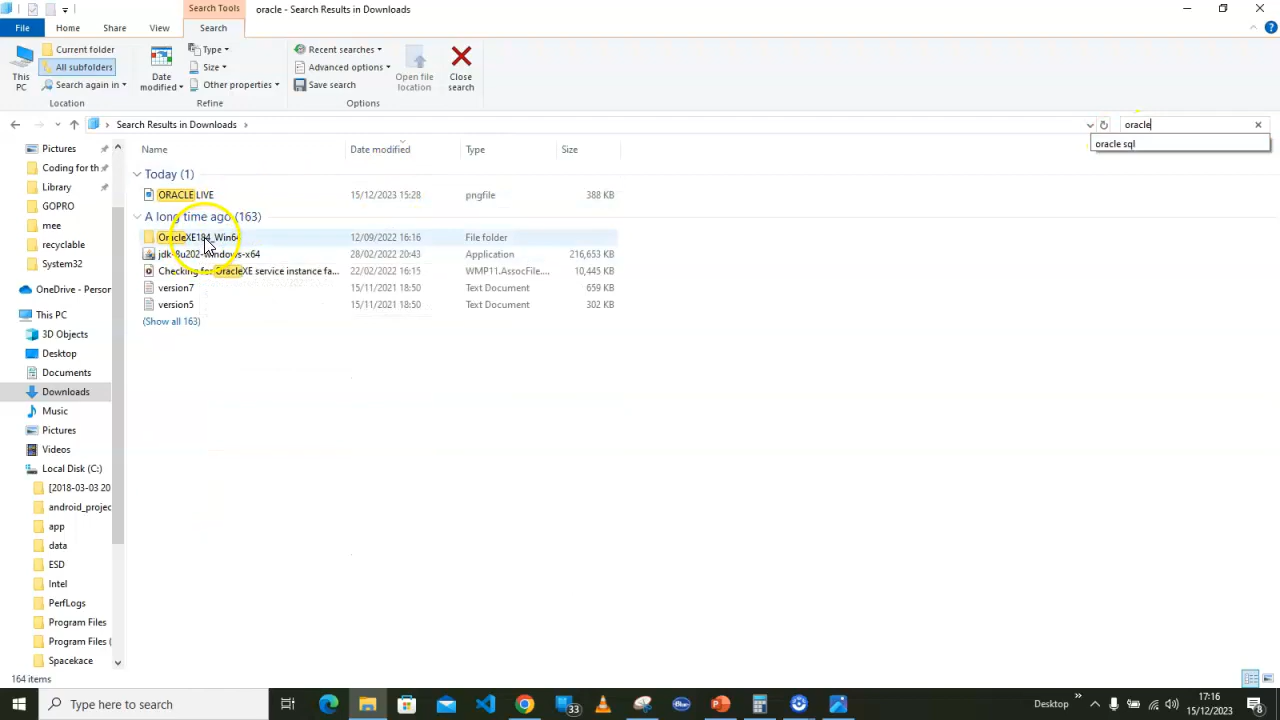 Search Tools
oracle - Search Results in Downloads
File
Home
Share
View
Search
This PC
Current folder
All subfolders
Search again in
Location
Date modified
Type
Size
Other properties
Refine
Recent searches
Advanced options
Save search
Open file location
Options
Close search
Search Results in Downloads
oracle
oracle sql
Name
Date modified
Type
Size
Today (1)
ORACLE LIVE 15/12/2023 15:28 pngfile 388 KB
A long time ago (163)
OracleXE184_Win64 12/09/2022 16:16 File folder
jdk-8u202-windows-x64 28/02/2022 20:43 Application 216,653 KB
Checking for OracleXE service instance fa... 22/02/2022 16:15 WMP11.AssocFile.... 10,445 KB
version7 15/11/2021 18:50 Text Document 659 KB
version5 15/11/2021 18:50 Text Document 302 KB
(Show all 163)
Pictures
Coding for th
Library
GOPRO
mee
recyclable
System32
OneDrive - Person
This PC
3D Objects
Desktop
Documents
Downloads
Music
Pictures
Videos
Local Disk (C:)
[2018-03-03 20
android_projec
app
data
ESD
Intel
PerfLogs
Program Files
Program Files (
Spacekace
164 items
Type here to search
33
Desktop
17:16
15/12/2023
8